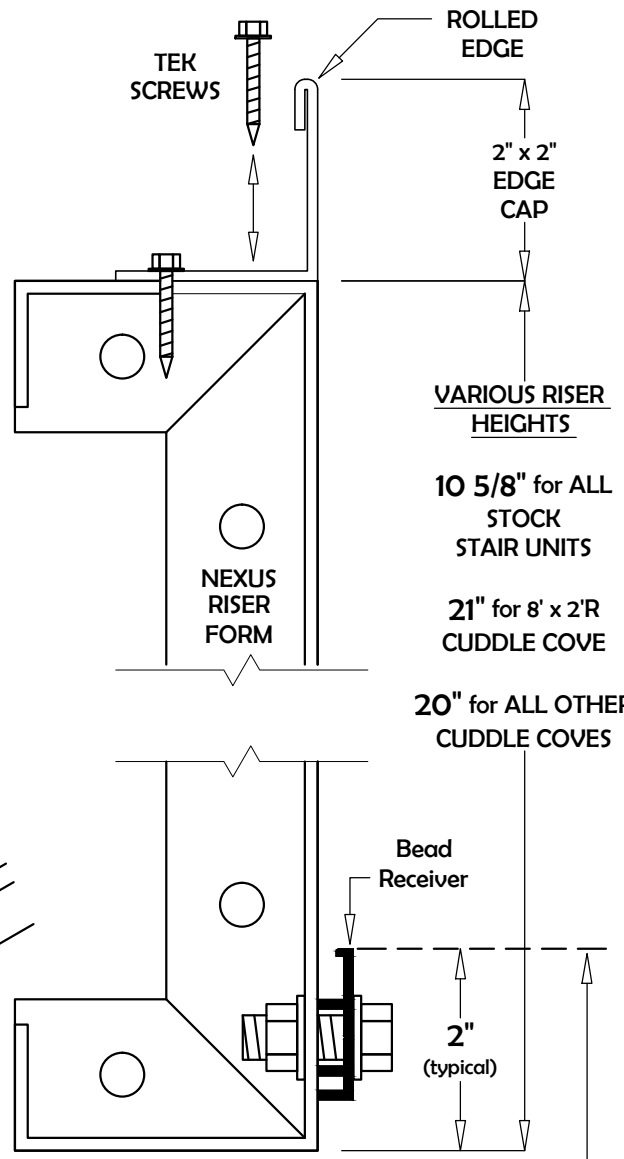 ROLLED
EDGE
TEK
SCREWS
2" x 2"
EDGE
CAP
VARIOUS RISER
HEIGHTS
10 5/8" for ALL
STOCK
STAIR UNITS
NEXUS
RISER
FORM
21" for 8' x 2'R
CUDDLE COVE
20" for ALL OTHER
CUDDLE COVES
Bead
Receiver
2"
(typical)